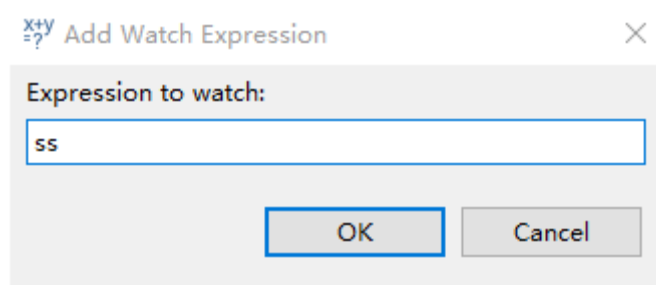 x+y
=?
Add Watch Expression
Expression to watch:
ss
OK
Cancel